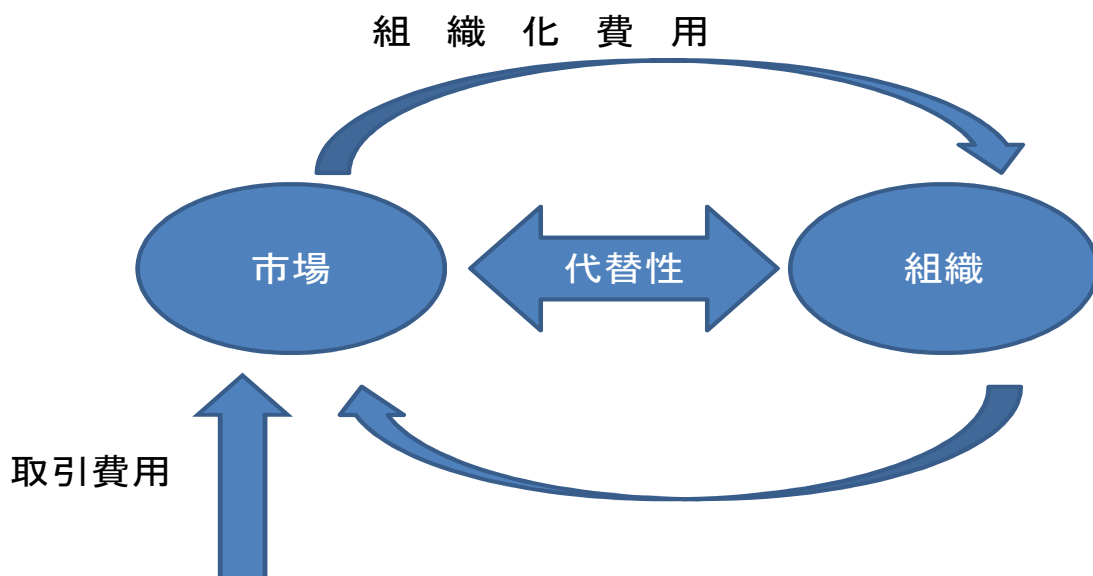 組織化費用
市場
代替性
組織
取引費用